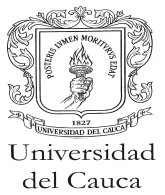 POSTERIS LVMEN MORITVRVS EDAT
1827
UNIVERSIDAD DEL CAUCA
Universidad
del Cauca